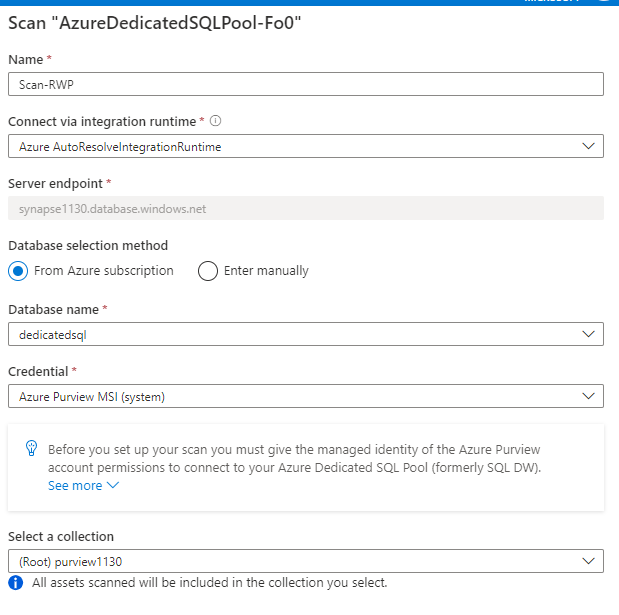 Scan "AzureDedicatedSQLPool-Fo0"
Name *
Scan-RWP
Connect via integration runtime *
Azure AutoResolveIntegrationRuntime
Server endpoint *
synapse1130.database.windows.net
Database selection method
From Azure subscription Enter manually
Database name *
dedicatedsql
Credential *
Azure Purview MSI (system)
Before you set up your scan you must give the managed identity of the Azure Purview
account permissions to connect to your Azure Dedicated SQL Pool (formerly SQL DW).
See more
Select a collection
(Root) purview1130
All assets scanned will be included in the collection you select.